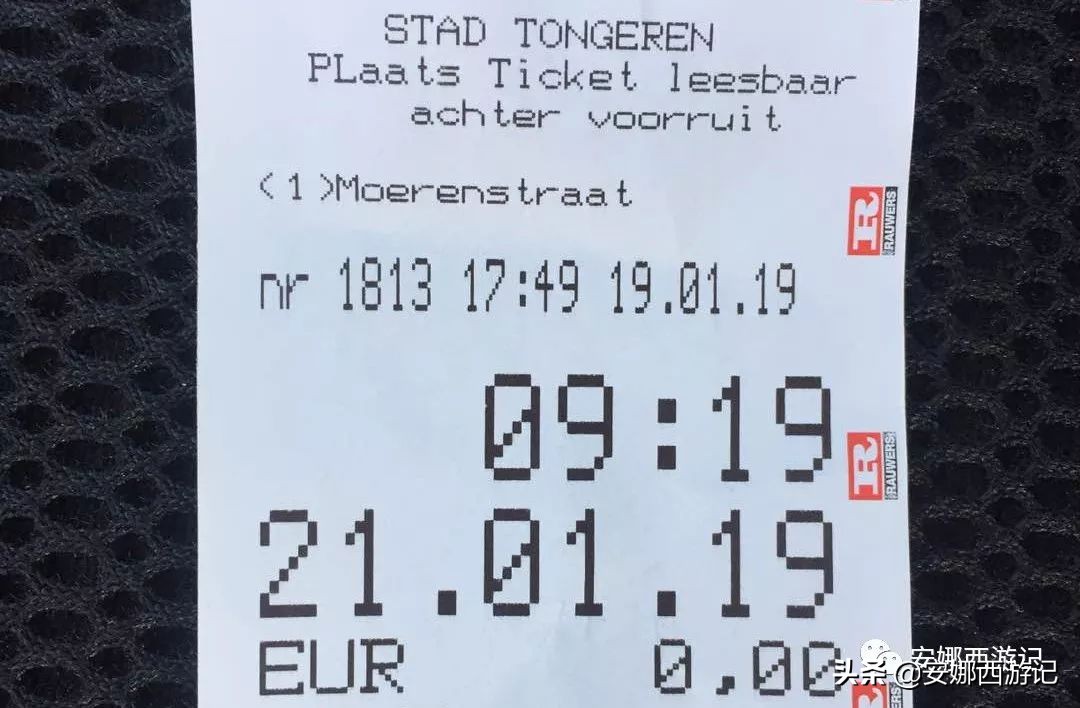 STAD TONGEREN
PLaats Ticket leesbaar
achter voorruit
<1>Moerenstraat
R RAUWERS
nr 1813 17:49 19.01.19
09:19
R RAUWERS
21.01.19
EUR 0,00
安娜西游记
头条 @安娜西游记